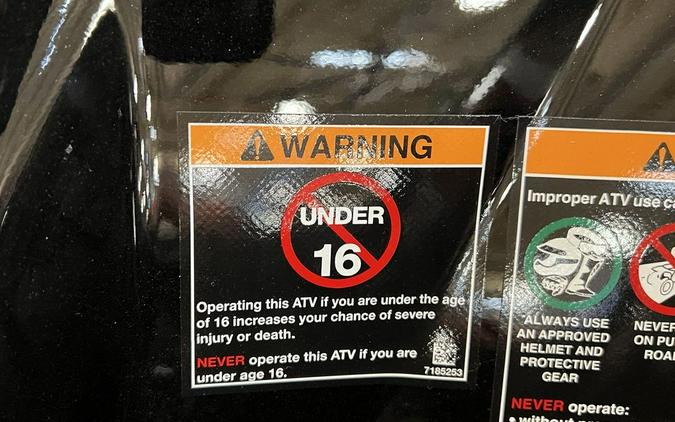 WARNING
UNDER
16
Operating this ATV if you are under the age
of 16 increases your chance of severe
injury or death.
NEVER operate this ATV if you are
under age 16.
7185253
Improper ATV use
ALWAYS USE
AN APPROVED
HELMET AND
PROTECTIVE
GEAR
NEVER
ON
NEVER operate:
• without